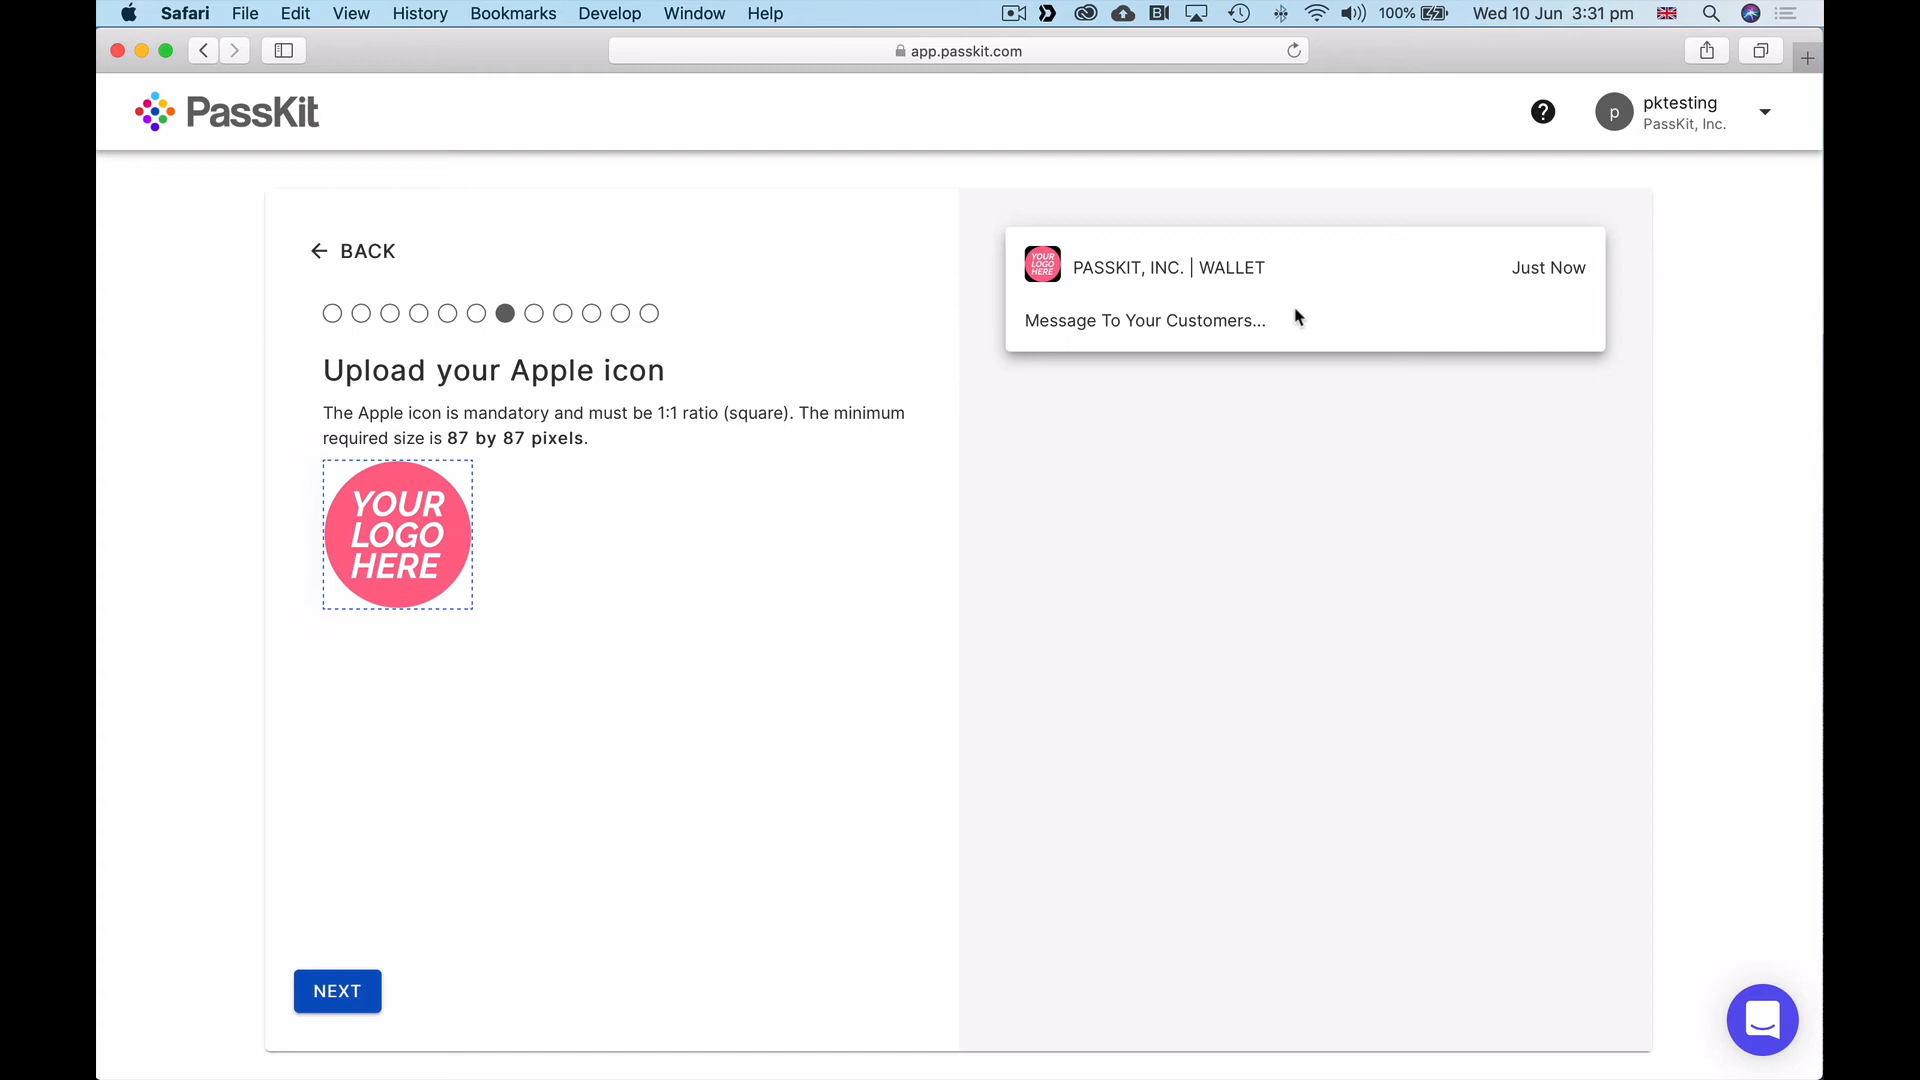 Safari File Edit View History Bookmarks Develop Window Help 100% Wed 10 Jun 3:31 pm
app.passkit.com
PassKit
? p pktesting
PassKit, Inc.
BACK
Upload your Apple icon
The Apple icon is mandatory and must be 1:1 ratio (square). The minimum
required size is 87 by 87 pixels.
YOUR
LOGO
HERE
NEXT
YOUR
LOGO
HERE
PASSKIT, INC. | WALLET Just Now
Message To Your Customers...